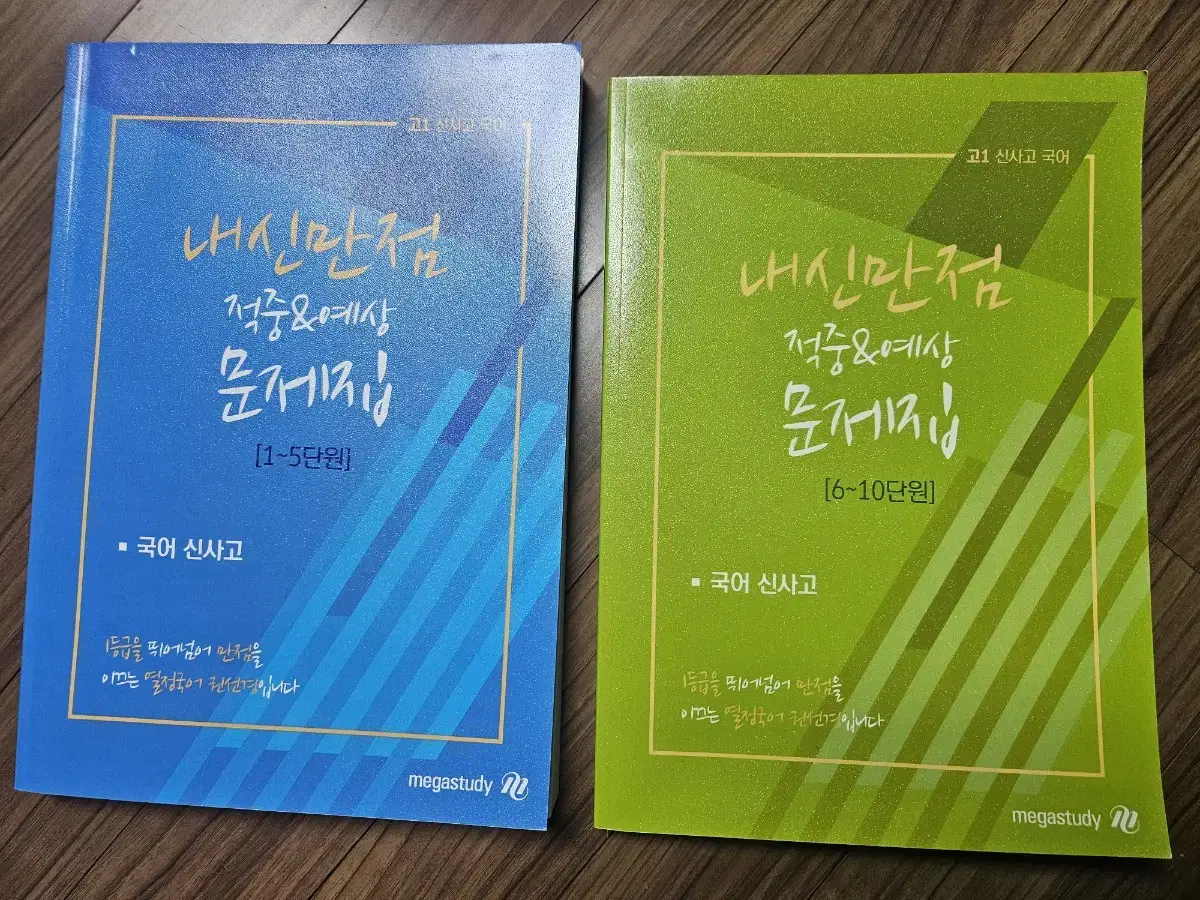 고1 신사고 국어
내신만점
적중&예상
문제집
[1~5단원]
▪ 국어 신사고
1등급을 뛰어넘어 만점을
이끄는 열정국어 권선경입니다
megastudy
고1 신사고 국어
내신만점
적중&예상
문제집
[6~10단원]
▪ 국어 신사고
1등급을 뛰어넘어 만점을
이끄는 열정국어 권선경입니다
megastudy